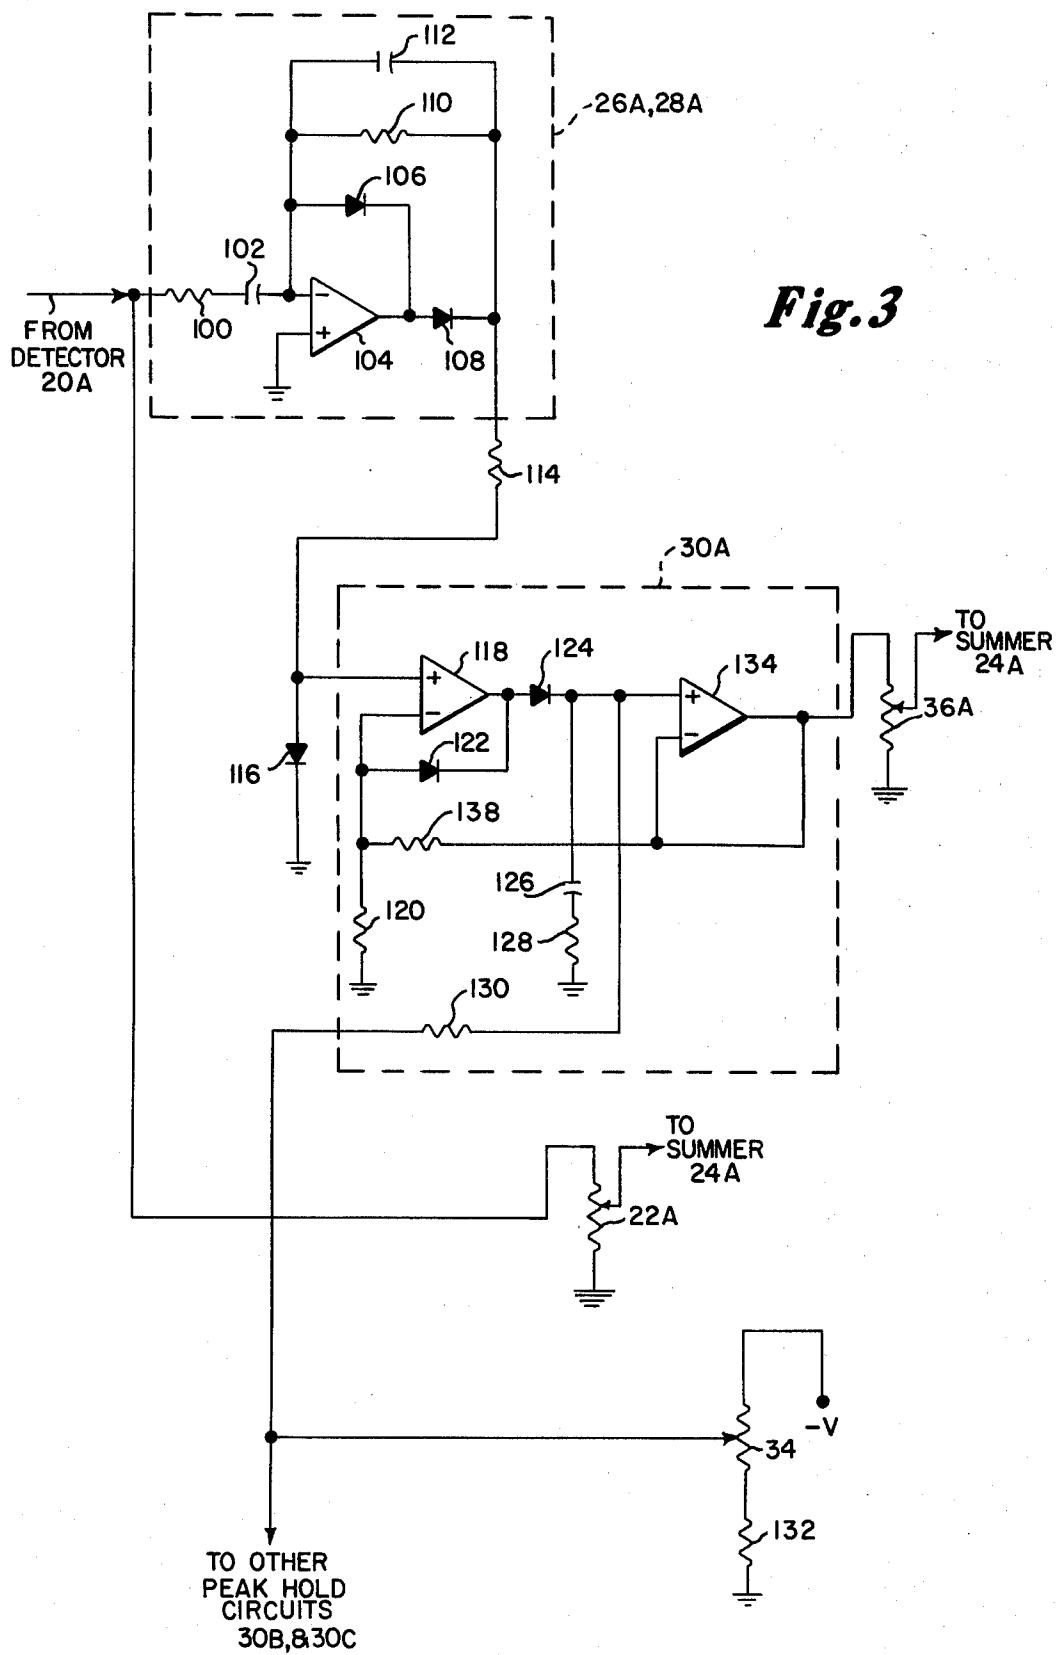 112
26A,28A
110
106
102
Fig. 3
−
+
100
104
108
FROM
DETECTOR
20A
114
30A
TO
SUMMER
24A
118
124
134
+
−
+
−
36A
122
116
138
126
120
128
130
TO
SUMMER
24A
22A
−V
34
132
TO OTHER
PEAK HOLD
CIRCUITS
30B,&30C